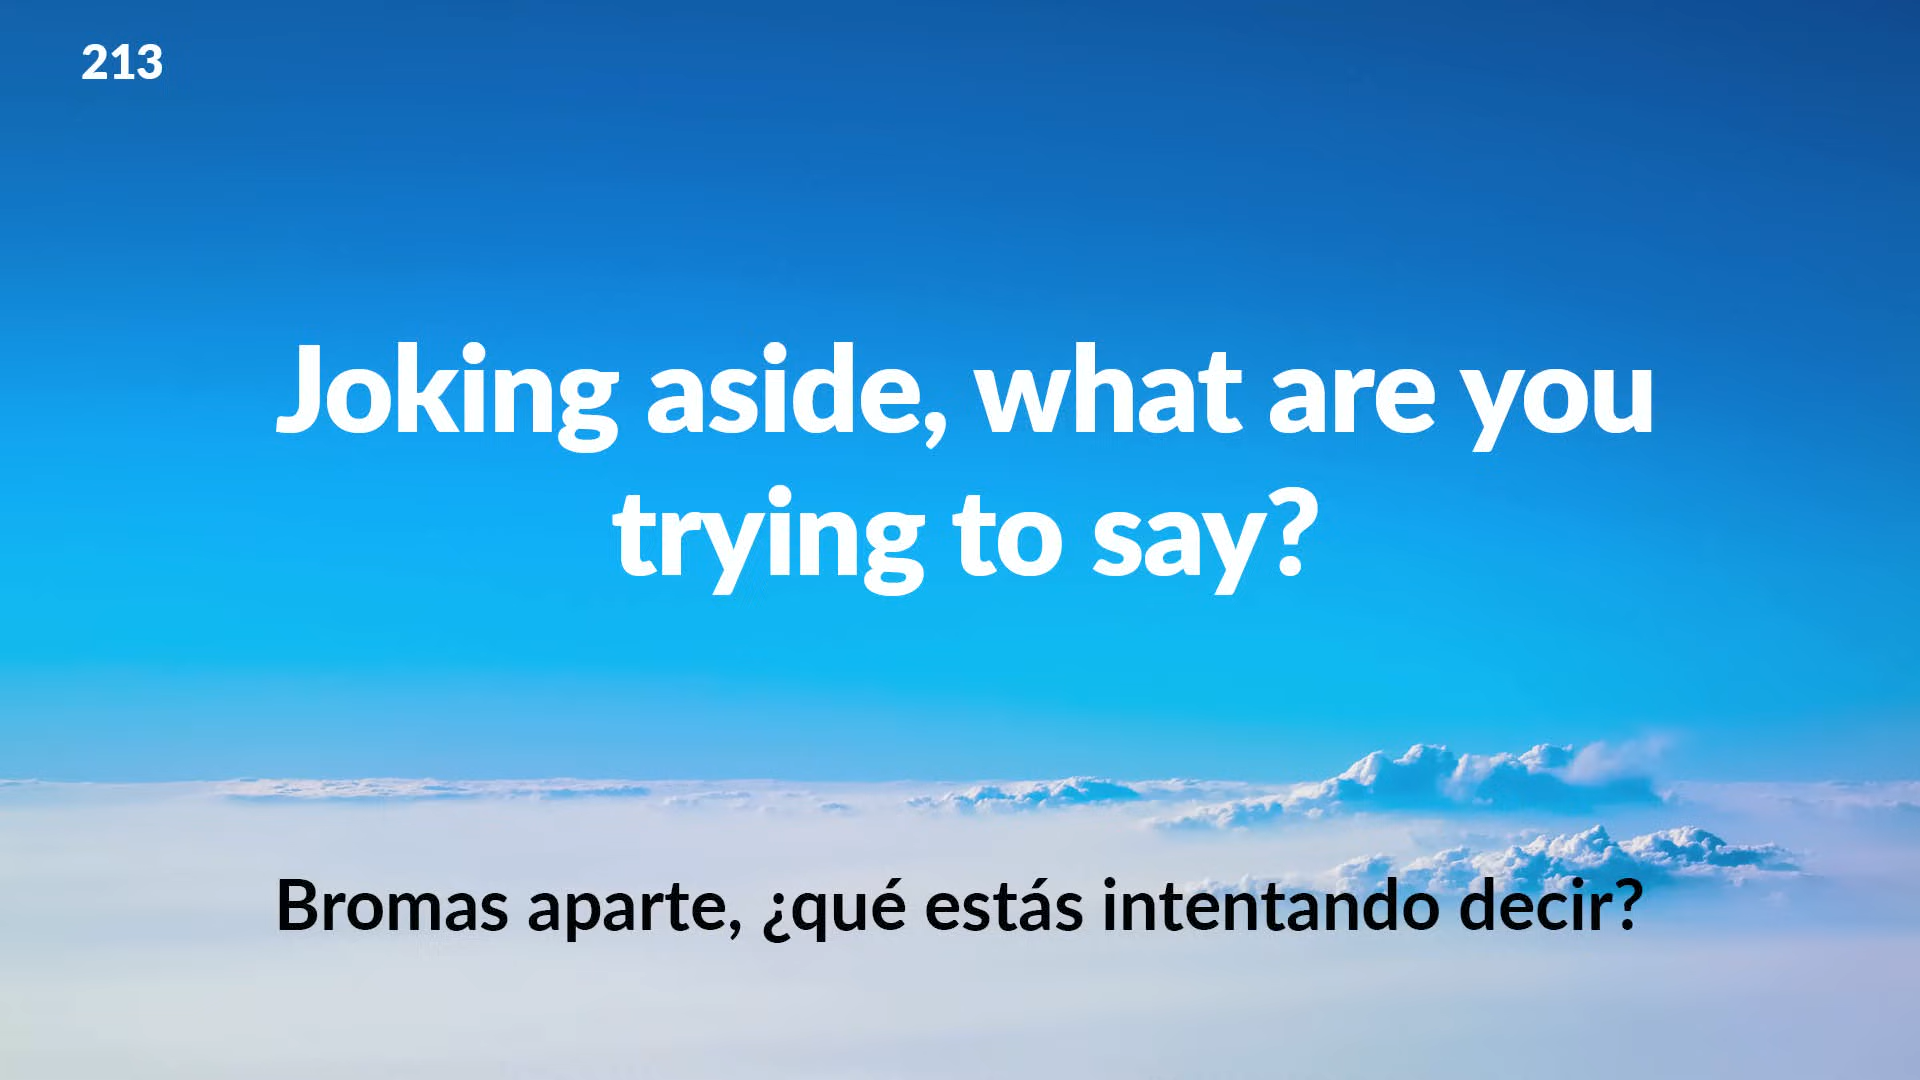 213
Joking aside, what are you
trying to say?
Bromas aparte, ¿qué estás intentando decir?